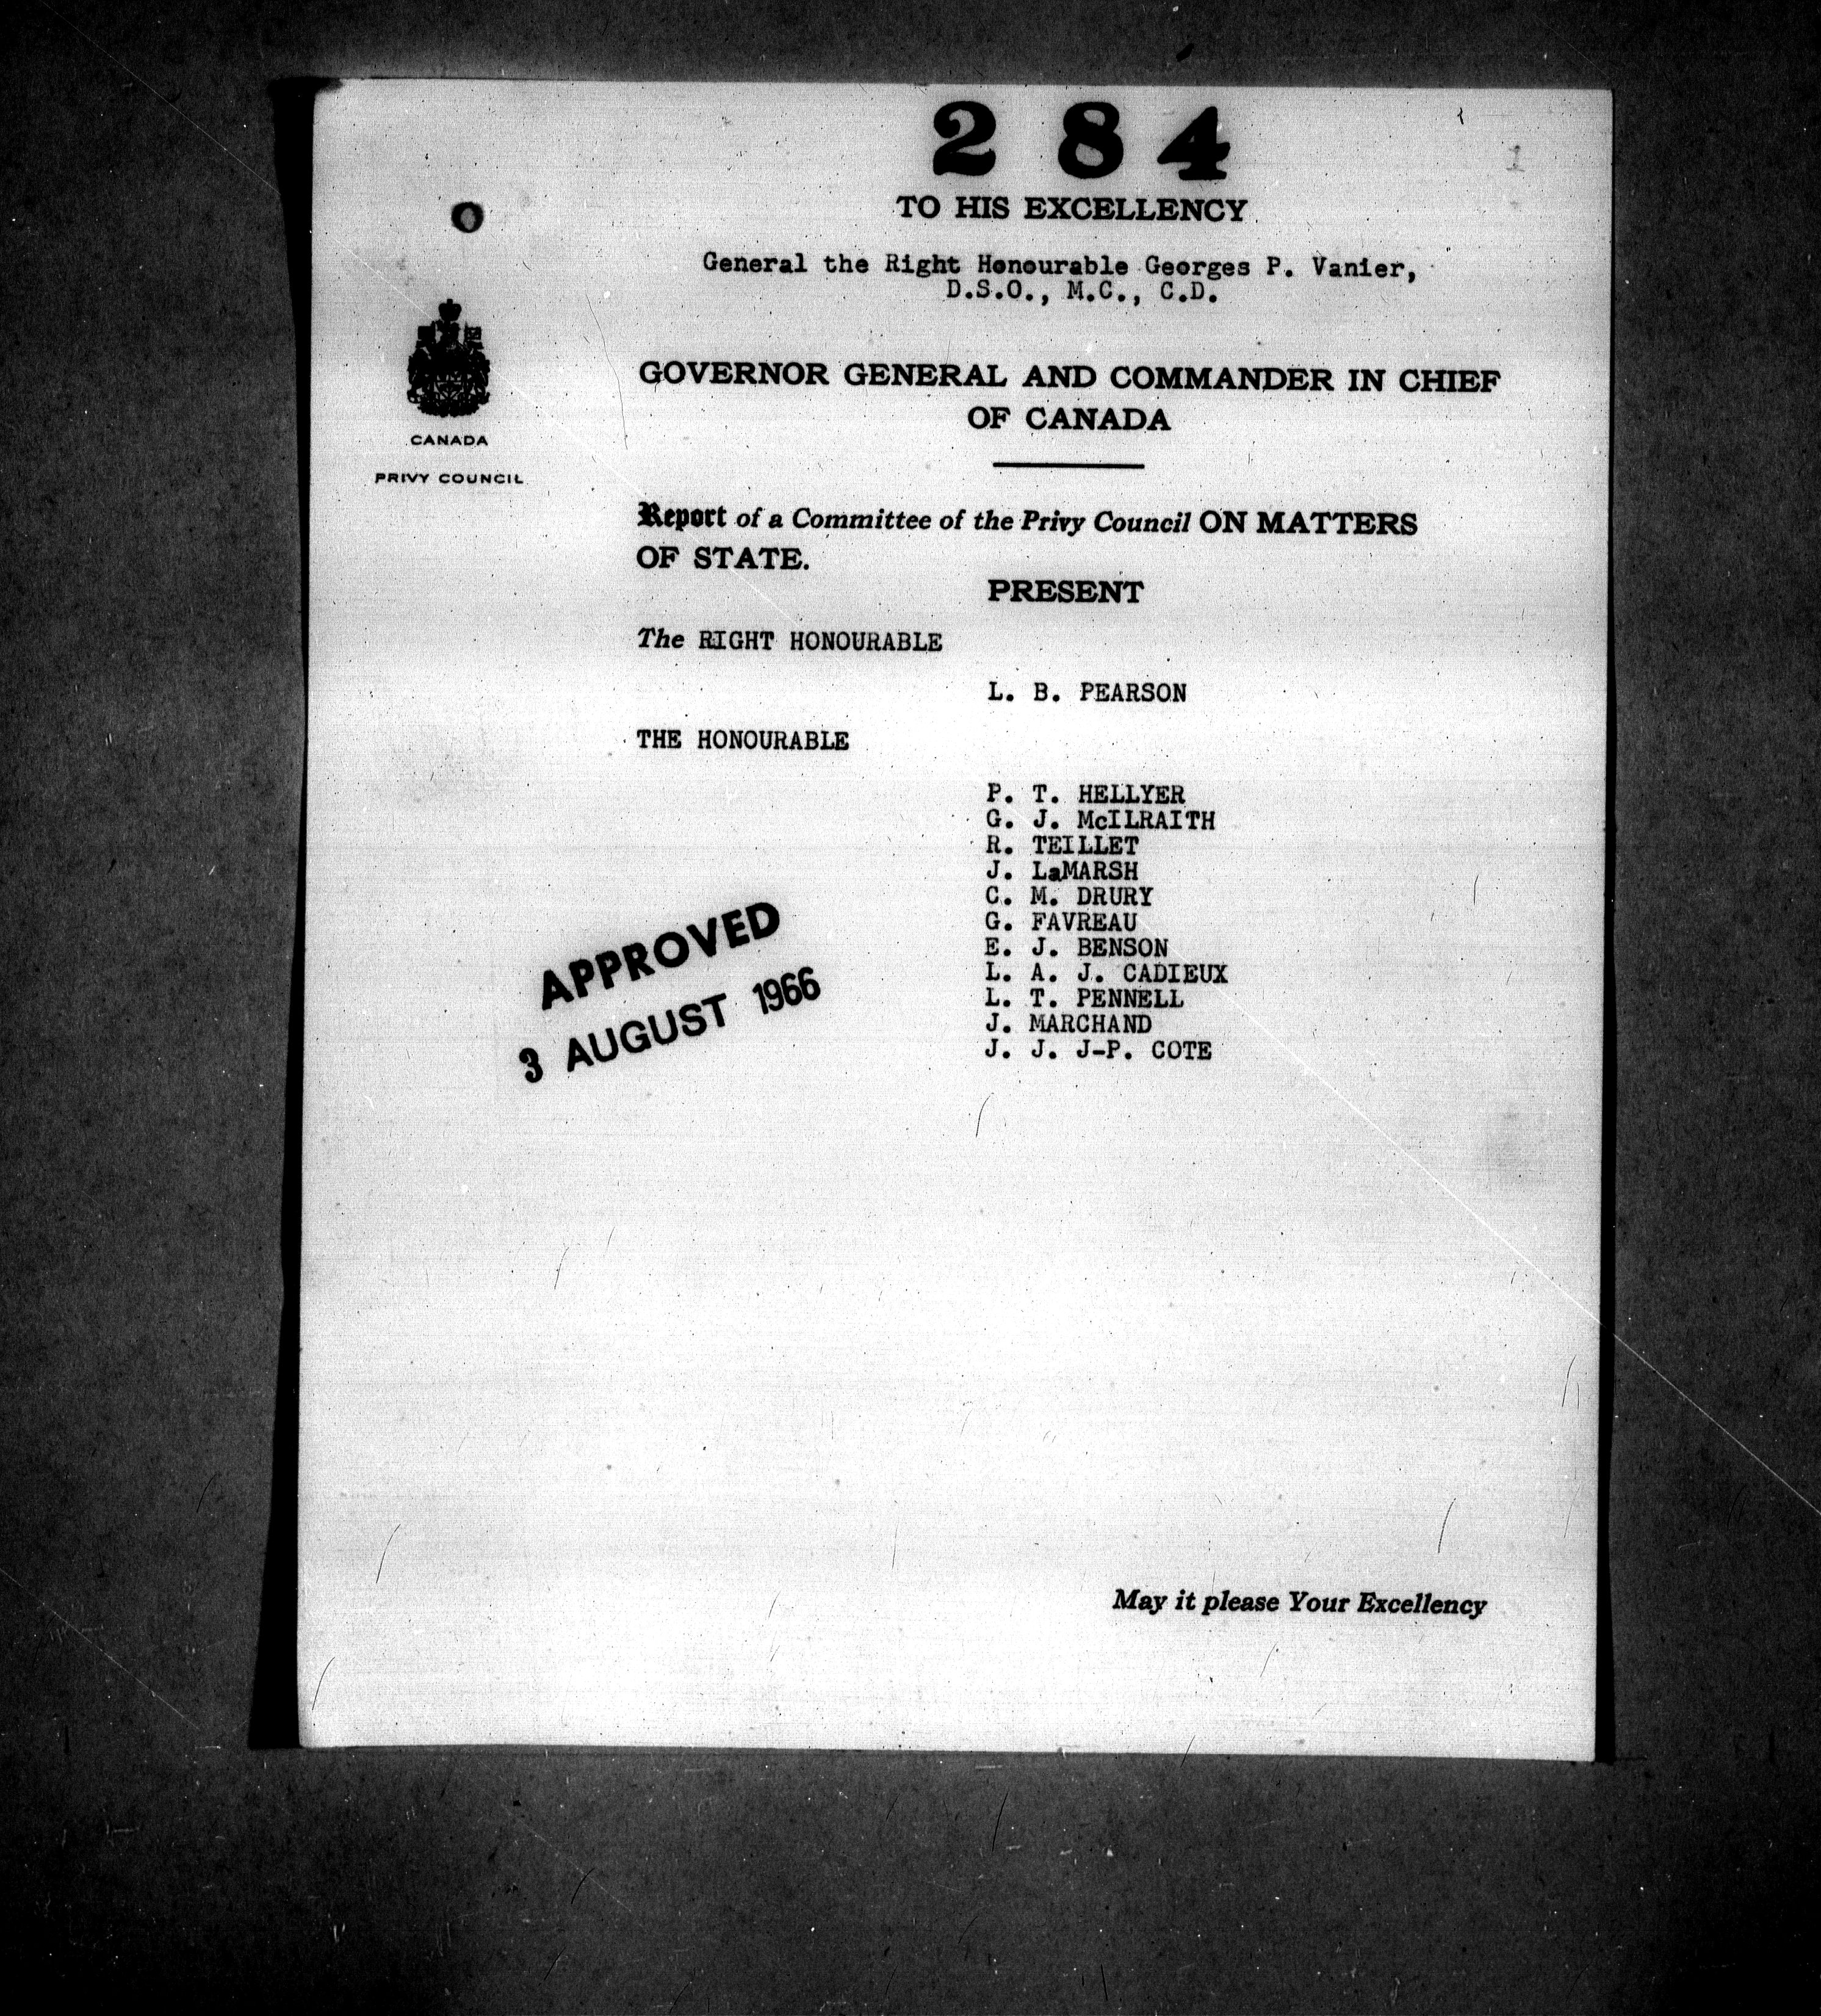 284
1
TO HIS EXCELLENCY
General the Right Honourable Georges P. Vanier,
D.S.O., M.C., C.D.
GOVERNOR GENERAL AND COMMANDER IN CHIEF
OF CANADA
CANADA
PRIVY COUNCIL
Report of a Committee of the Privy Council ON MATTERS
OF STATE.
PRESENT
The RIGHT HONOURABLE
L. B. PEARSON
THE HONOURABLE
P. T. HELLYER
G. J. McILRAITH
R. TEILLET
J. LaMARSH
C. M. DRURY
G. FAVREAU
E. J. BENSON
L. A. J. CADIEUX
L. T. PENNELL
J. MARCHAND
J. J. J-P. COTE
APPROVED
3 AUGUST 1966
May it please Your Excellency